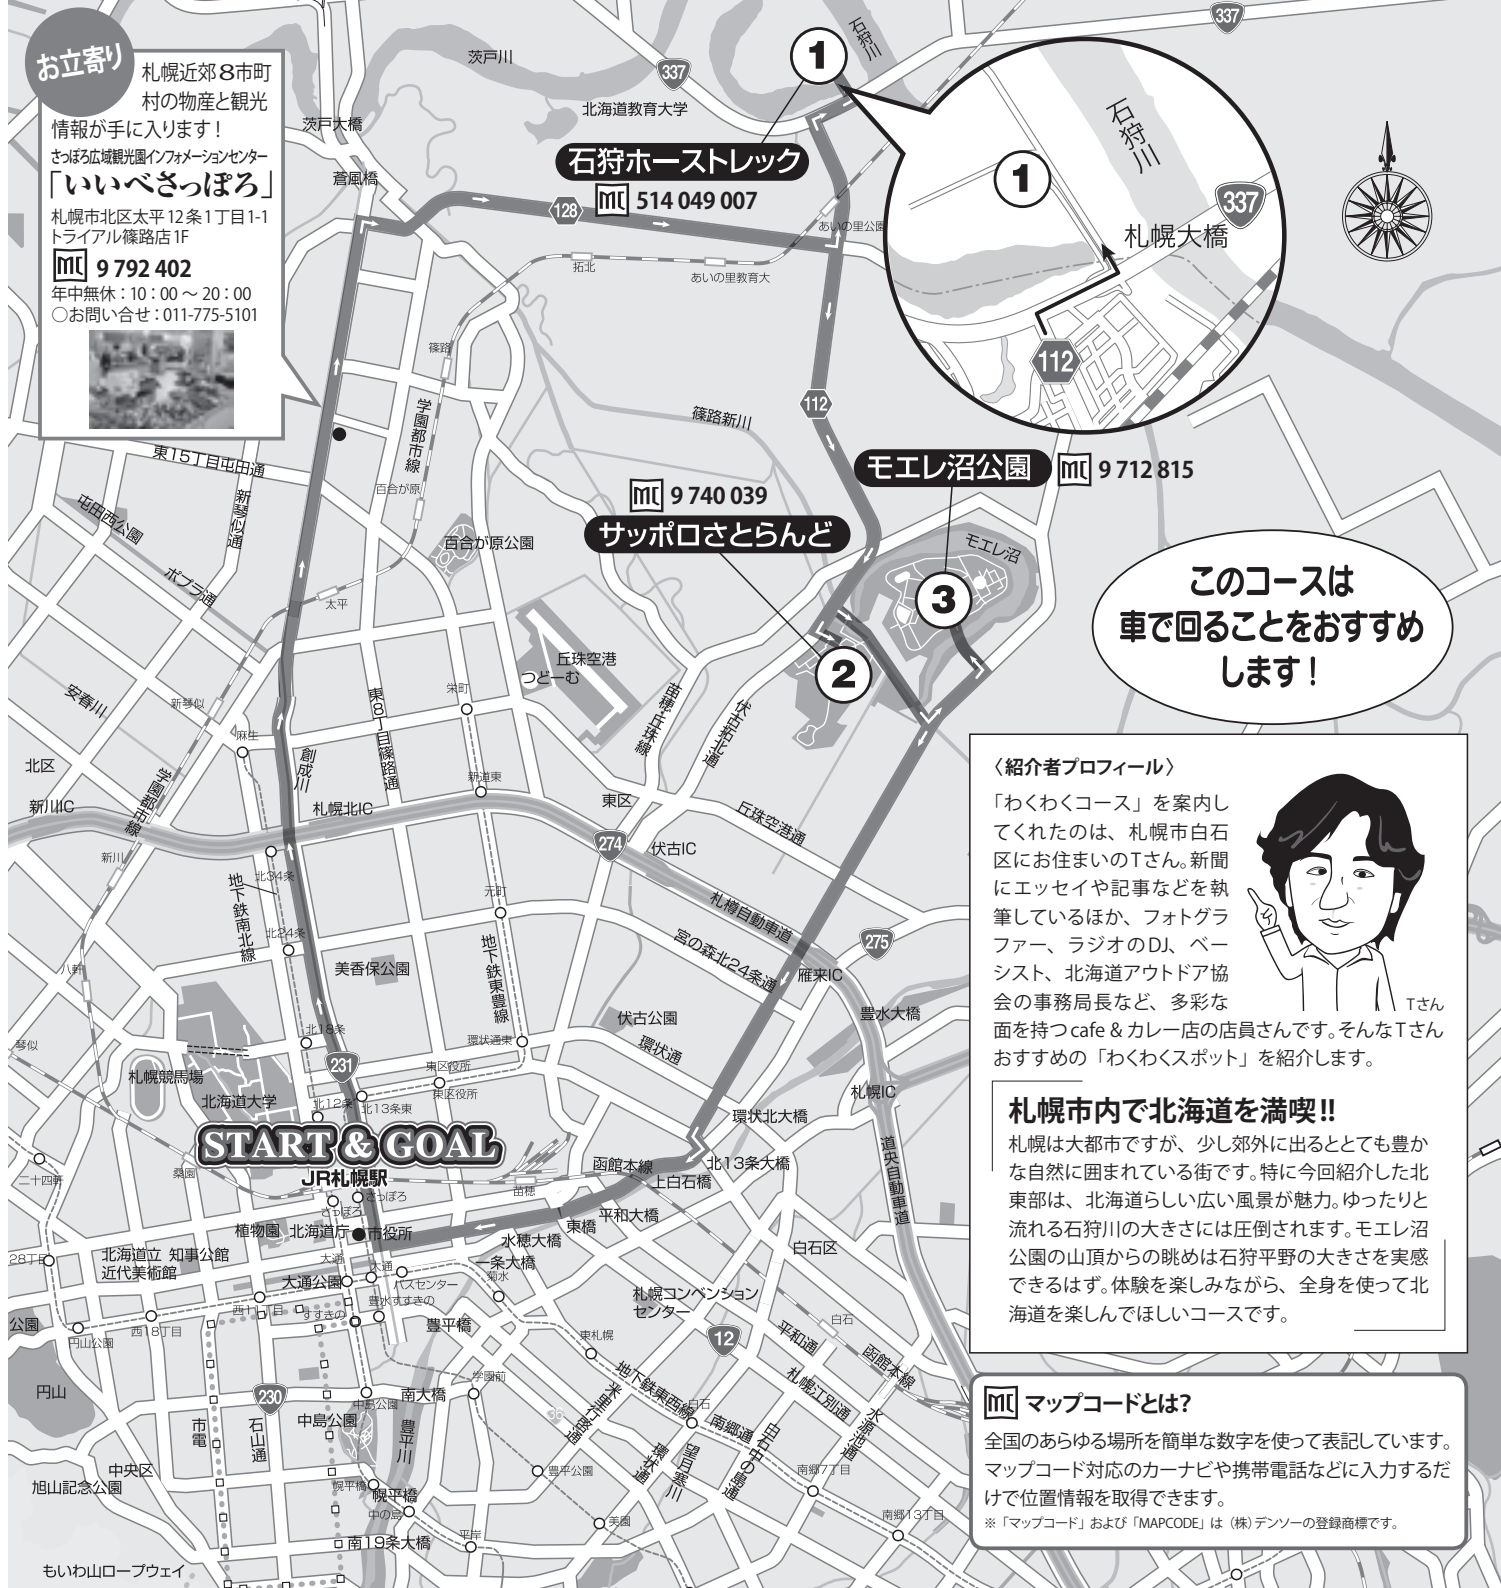 お立寄り
札幌近郊8市町
村の物産と観光
情報が手に入ります！
さっぽろ広域観光圏インフォメーションセンター
「いいべさっぽろ」
札幌市北区太平12条1丁目1-1
トライアル篠路店1F
MC 9 792 402
年中無休：10：00～20：00
○お問い合せ：011-775-5101
337
石狩川
茨戸川
337
1
北海道教育大学
茨戸大橋
石狩ホーストレック
MC 514 049 007
蒼風橋
128
あいの里公園
拓北
あいの里教育大
石狩川
1
337
札幌大橋
112
篠路
112
学園都市線
篠路新川
モエレ沼公園
MC 9 712 815
東15丁目屯田通
新琴似通
百合が原
MC 9 740 039
サッポロさとらんど
屯田西公園
百合が原公園
モエレ沼
ポプラ通
太平
3
このコースは
車で回ることをおすすめ
します！
2
丘珠空港
つどーむ
苗穂・丘珠線
伏古拓北通
安春川
新琴似
栄町
東8丁目篠路通
麻生
創成川
北区
学園都市線
新道東
新川IC
札幌北IC
東区
丘珠空港通
新川
274
伏古IC
地下鉄南北線
北34条
元町
札樽自動車道
北24条
地下鉄東豊線
宮の森北24条通
275
八軒
美香保公園
雁来IC
伏古公園
豊水大橋
北18条
環状通東
環状通
琴似
231
東区役所
東区役所
札幌競馬場
北海道大学
札幌IC
北12条
北13条東
環状北大橋
道央自動車道
START & GOAL
JR札幌駅
函館本線
北13条大橋
上白石橋
二十四軒
桑園
さっぽろ
さっぽろ
苗穂
平和大橋
東橋
植物園
北海道庁
市役所
水穂大橋
白石区
28丁目
北海道立
近代美術館
知事公館
大通
大通
一条大橋
菊水
大通公園
バスセンター
札幌コンベンション
センター
豊水すすきの
西11丁目
すすきの
公園
西18丁目
円山公園
豊平橋
東札幌
12
平和通
白石
函館本線
学園前
地下鉄東西線
札幌江別通
円山
230
南大橋
米里行啓通
白石
中島公園
中島公園
36
南郷通
白石中の島通
水源池通
市電
石山通
豊平川
環状通
望月寒川
中央区
旭山記念公園
豊平公園
南郷7丁目
幌平橋
幌平橋
中の島
美園
南郷13丁目
平岸
南19条大橋
もいわ山ロープウェイ
〈紹介者プロフィール〉
「わくわくコース」を案内し
てくれたのは、札幌市白石
区にお住まいのTさん。新聞
にエッセイや記事などを執
筆しているほか、フォトグラ
ファー、ラジオのDJ、ベー
シスト、北海道アウトドア協
会の事務局長など、多彩な
面を持つcafe＆カレー店の店員さんです。そんなTさん
おすすめの「わくわくスポット」を紹介します。
Tさん
札幌市内で北海道を満喫!!
札幌は大都市ですが、少し郊外に出るととても豊か
な自然に囲まれている街です。特に今回紹介した北
東部は、北海道らしい広い風景が魅力。ゆったりと
流れる石狩川の大きさには圧倒されます。モエレ沼
公園の山頂からの眺めは石狩平野の大きさを実感
できるはず。体験を楽しみながら、全身を使って北
海道を楽しんでほしいコースです。
MC マップコードとは?
全国のあらゆる場所を簡単な数字を使って表記しています。
マップコード対応のカーナビや携帯電話などに入力するだ
けで位置情報を取得できます。
※「マップコード」および「MAPCODE」は（株）デンソーの登録商標です。